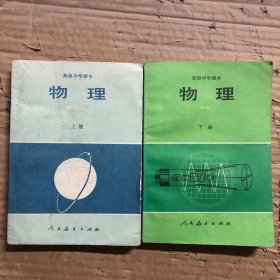 高级中学课本
物理
上册
人民教育出版社
高级中学课本
物理
下册
人民教育出版社